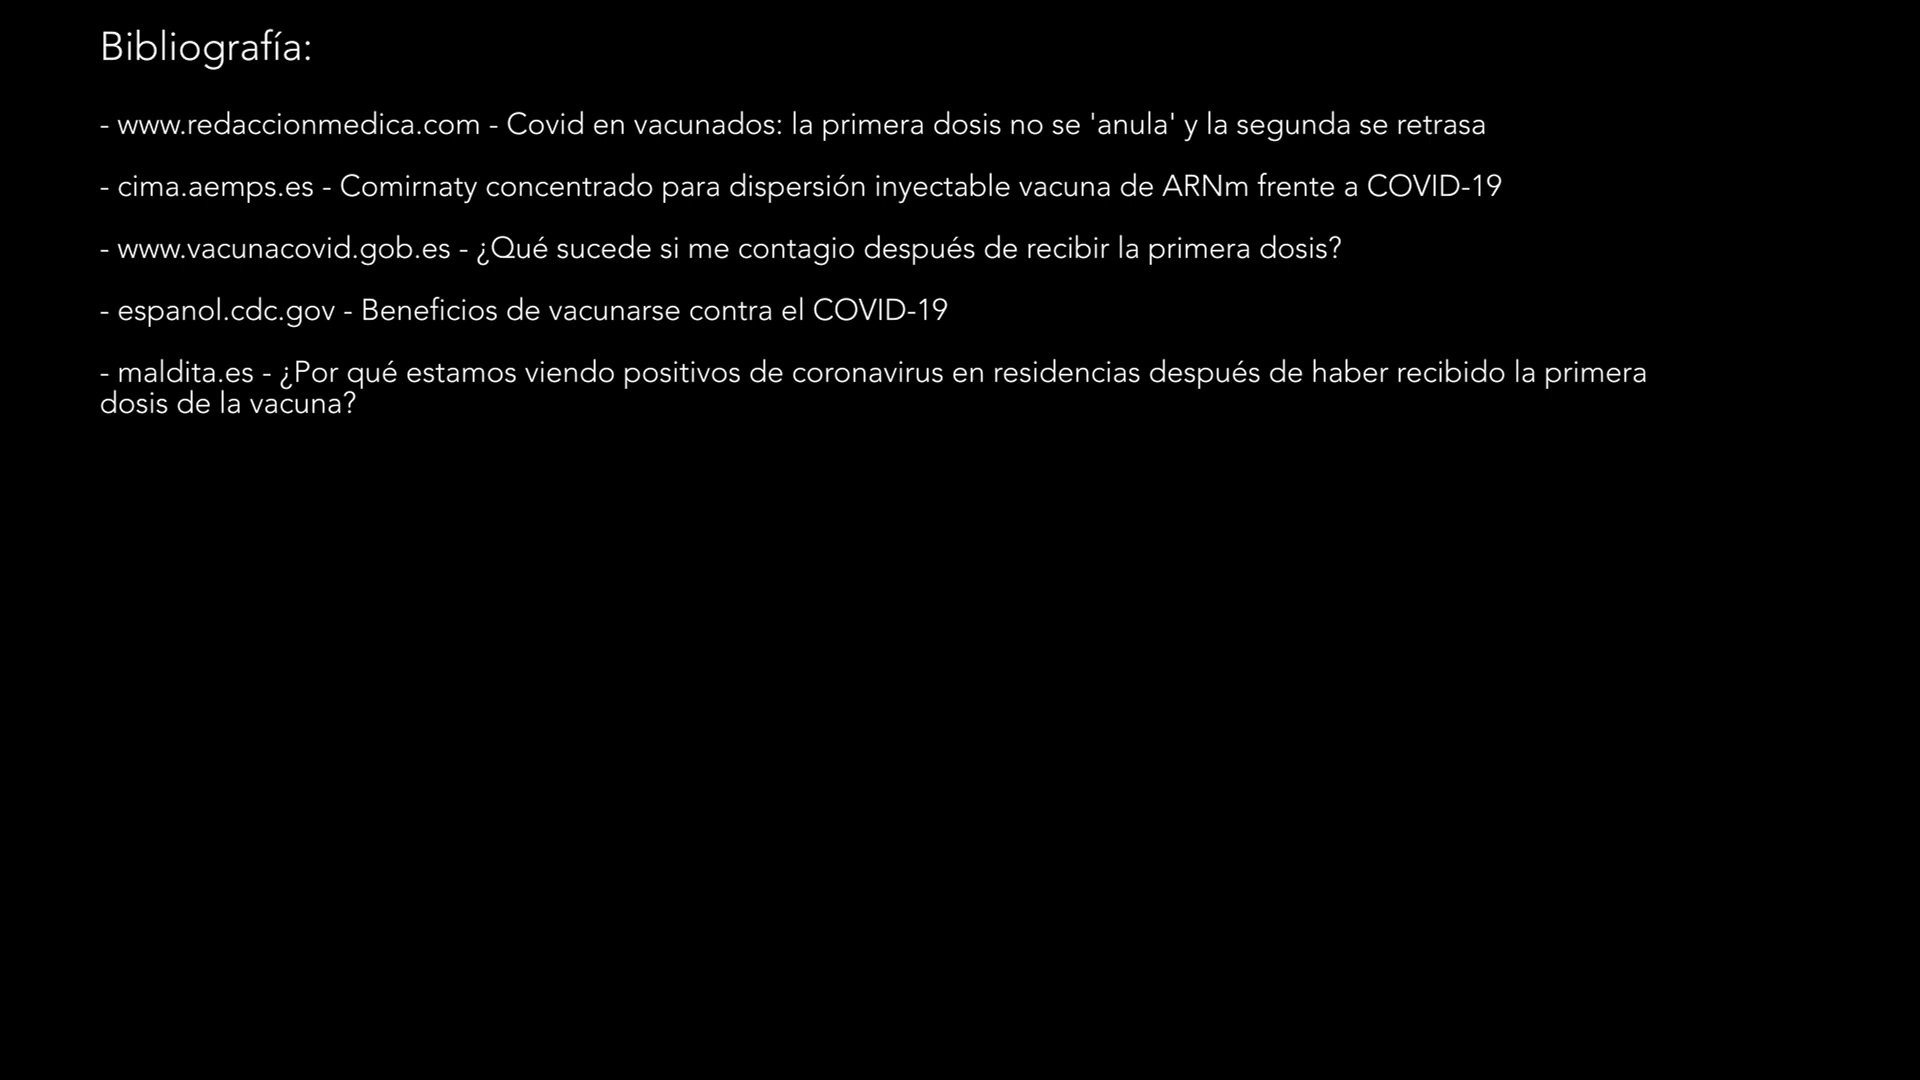 Bibliografía:
- www.redaccionmedica.com - Covid en vacunados: la primera dosis no se 'anula' y la segunda se retrasa
- cima.aemps.es - Comirnaty concentrado para dispersión inyectable vacuna de ARNm frente a COVID-19
- www.vacunacovid.gob.es - ¿Qué sucede si me contagio después de recibir la primera dosis?
- espanol.cdc.gov - Beneficios de vacunarse contra el COVID-19
- maldita.es - ¿Por qué estamos viendo positivos de coronavirus en residencias después de haber recibido la primera
dosis de la vacuna?